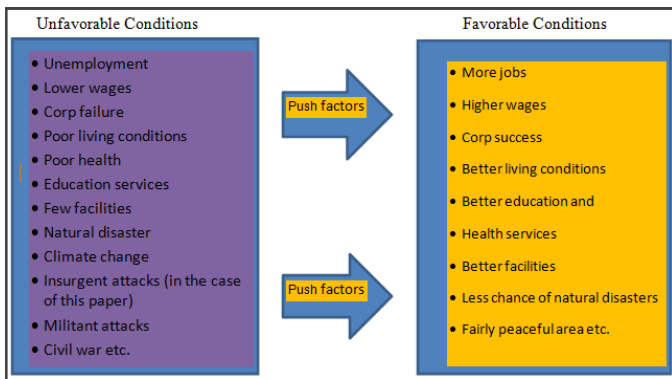 Unfavorable Conditions
• Unemployment
• Lower wages
• Corp failure
• Poor living conditions
• Poor health
• Education services
• Few facilities
• Natural disaster
• Climate change
• Insurgent attacks (in the case
of this paper)
• Militant attacks
• Civil war etc.
Push factors
Push factors
Favorable Conditions
• More jobs
• Higher wages
• Corp success
• Better living conditions
• Better education and
• Health services
• Better facilities
• Less chance of natural disasters
• Fairly peaceful area etc.